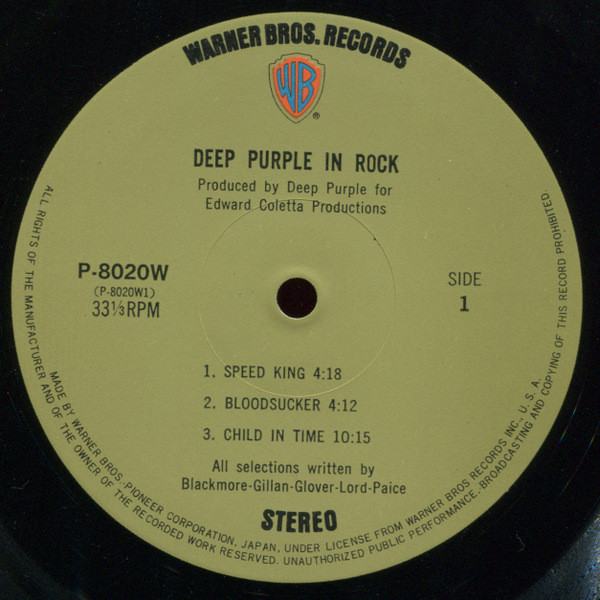 WARNER BROS. RECORDS
WB
®
DEEP PURPLE IN ROCK
Produced by Deep Purple for
Edward Coletta Productions
P-8020W
(P-8020W1)
33⅓RPM
SIDE
1
1. SPEED KING 4:18
2. BLOODSUCKER 4:12
3. CHILD IN TIME 10:15
All selections written by
Blackmore-Gillan-Glover-Lord-Paice
STEREO
MADE BY WARNER BROS.-PIONEER CORPORATION, JAPAN, UNDER LICENSE FROM WARNER BROS RECORDS INC., U. S. A.
ALL RIGHTS OF THE MANUFACTURER AND OF THE OWNER OF THE RECORDED WORK RESERVED. UNAUTHORIZED PUBLIC PERFORMANCE. BROADCASTING AND COPYING OF THIS RECORD PROHIBITED.